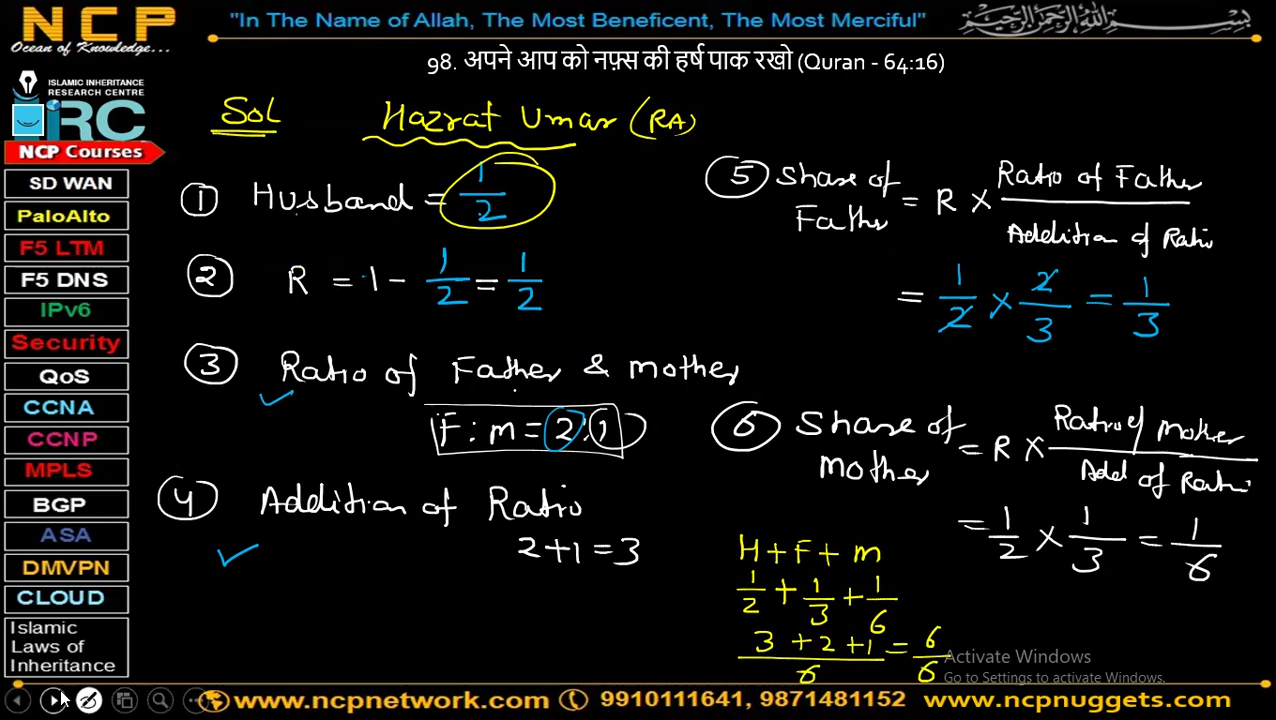 NCP
Ocean of Knowledge...
"In The Name of Allah, The Most Beneficent, The Most Merciful"
بِسْمِ اللهِ الرَّحْمٰنِ الرَّحِيْمِ
98. अपने आप को नफ़्स की हर्ष पाक रखो (Quran - 64:16)
ISLAMIC INHERITANCE
RESEARCH CENTRE
IRC
NCP Courses
SD WAN
PaloAlto
F5 LTM
F5 DNS
IPv6
Security
QoS
CCNA
CCNP
MPLS
BGP
ASA
DMVPN
CLOUD
Islamic
Laws of
Inheritance
Sol Hazrat Umar (RA)
① Husband = 1/2
② R = 1 - 1/2 = 1/2
③ Ratio of Father & mother
F : m = 2 : 1
④ Addition of Ratio
2+1 = 3
⑤ Share of Father = R × Ratio of Father / Addition of Ratio
= 1/2 × 2/3 = 1/3
⑥ Share of mother = R × Ratio of mother / Add of Ratio
= 1/2 × 1/3 = 1/6
H + F + m
1/2 + 1/3 + 1/6
3 + 2 + 1 / 6 = 6/6
Activate Windows
Go to Settings to activate Windows.
www.ncpnetwork.com 9910111641, 9871481152 www.ncpnuggets.com